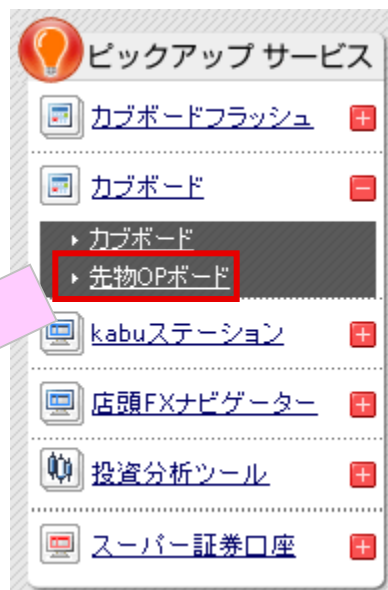 ピックアップ サービス
カブボードフラッシュ
カブボード
カブボード
先物OPボード
kabuステーション
店頭FXナビゲーター
投資分析ツール
スーパー証券口座